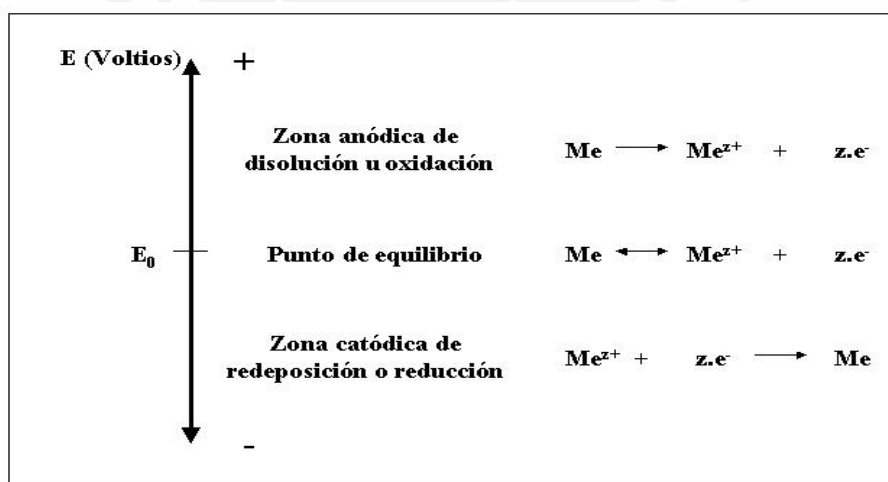 E (Voltios) +
Zona anódica de
disolución u oxidación Me → Me^z+ + z.e^-
E₀ Punto de equilibrio Me ↔ Me^z+ + z.e^-
Zona catódica de
redeposición o reducción Me^z+ + z.e^- → Me
-